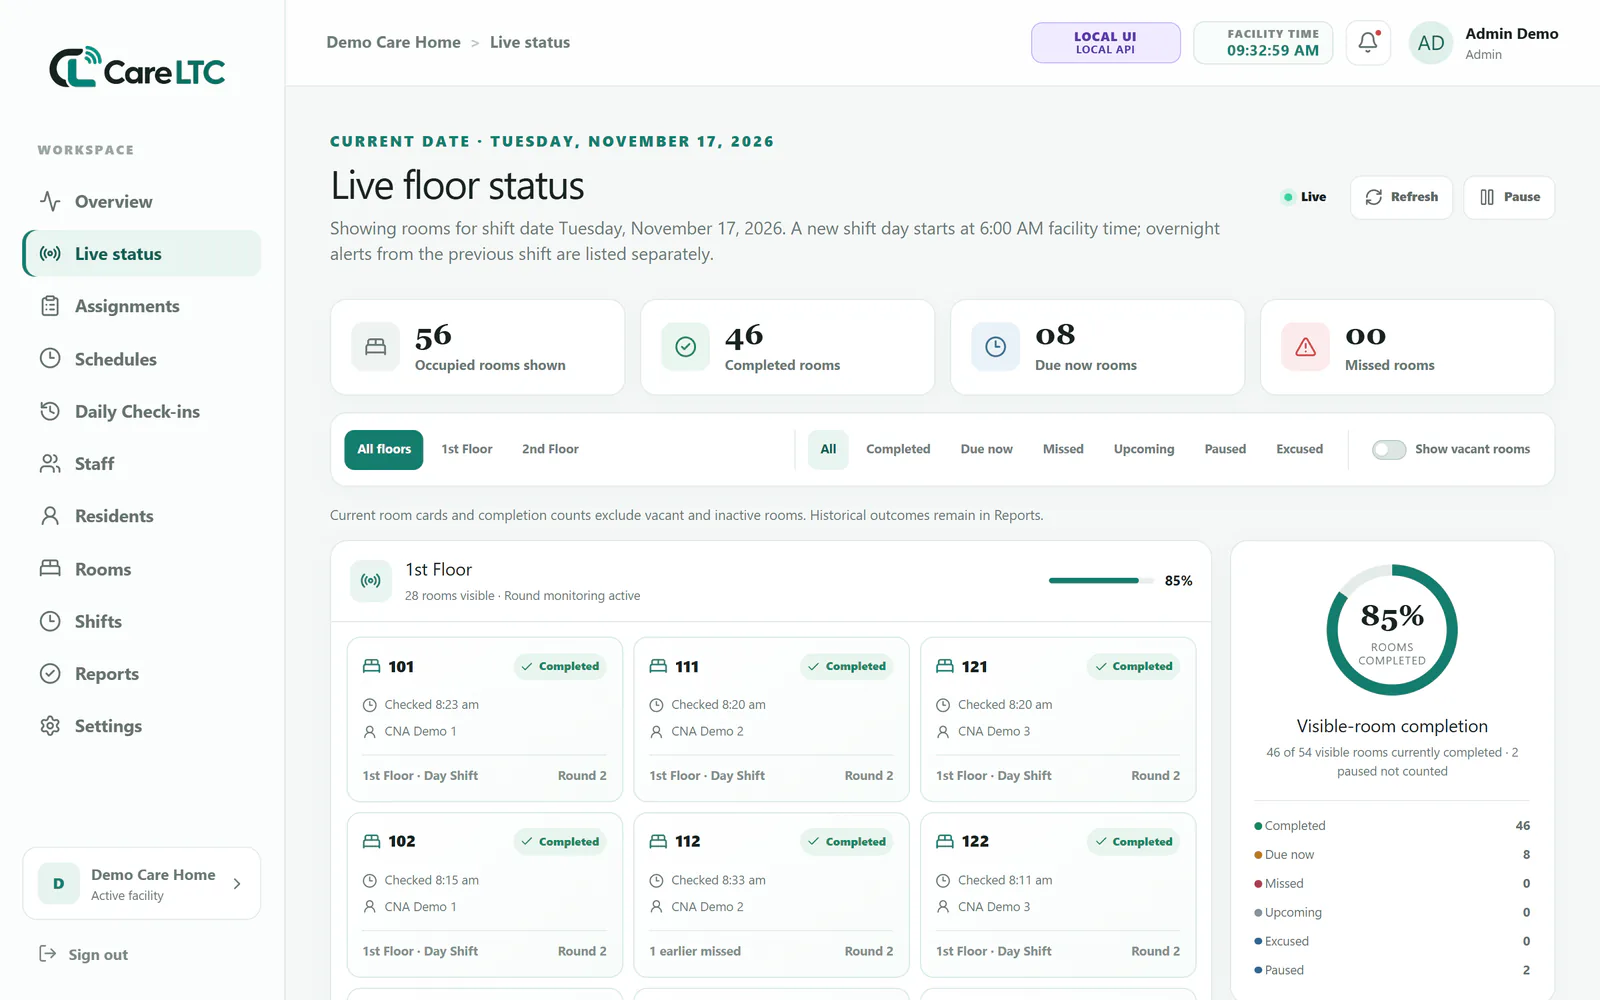 CareLTC
WORKSPACE
Overview
Live status
Assignments
Schedules
Daily Check-ins
Staff
Residents
Rooms
Shifts
Reports
Settings
D
Demo Care Home
Active facility
Sign out
Demo Care Home > Live status
LOCAL UI
LOCAL API
FACILITY TIME
09:32:59 AM
AD
Admin Demo
Admin
CURRENT DATE · TUESDAY, NOVEMBER 17, 2026
Live floor status
Showing rooms for shift date Tuesday, November 17, 2026. A new shift day starts at 6:00 AM facility time; overnight
alerts from the previous shift are listed separately.
Live
Refresh
Pause
56
Occupied rooms shown
46
Completed rooms
08
Due now rooms
00
Missed rooms
All floors 1st Floor 2nd Floor
All Completed Due now Missed Upcoming Paused Excused
Show vacant rooms
Current room cards and completion counts exclude vacant and inactive rooms. Historical outcomes remain in Reports.
1st Floor
28 rooms visible · Round monitoring active
85%
101 Completed
Checked 8:23 am
CNA Demo 1
1st Floor · Day Shift Round 2
111 Completed
Checked 8:20 am
CNA Demo 2
1st Floor · Day Shift Round 2
121 Completed
Checked 8:20 am
CNA Demo 3
1st Floor · Day Shift Round 2
102 Completed
Checked 8:15 am
CNA Demo 1
1st Floor · Day Shift Round 2
112 Completed
Checked 8:33 am
CNA Demo 2
1 earlier missed Round 2
122 Completed
Checked 8:11 am
CNA Demo 3
1st Floor · Day Shift Round 2
85%
ROOMS
COMPLETED
Visible-room completion
46 of 54 visible rooms currently completed · 2
paused not counted
Completed 46
Due now 8
Missed 0
Upcoming 0
Excused 0
Paused 2